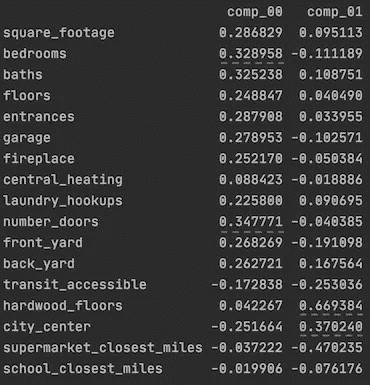 comp_00 comp_01
square_footage 0.286829 0.095113
bedrooms 0.328958 -0.111189
baths 0.325238 0.108751
floors 0.248847 0.040490
entrances 0.287908 0.033955
garage 0.278953 -0.102571
fireplace 0.252170 -0.050384
central_heating 0.088423 -0.018886
laundry_hookups 0.225800 0.090695
number_doors 0.347771 -0.040385
front_yard 0.268269 -0.191098
back_yard 0.262721 0.167564
transit_accessible -0.172838 -0.253036
hardwood_floors 0.042267 0.669384
city_center -0.251664 0.370240
supermarket_closest_miles -0.037222 -0.470235
school_closest_miles -0.019906 -0.076176